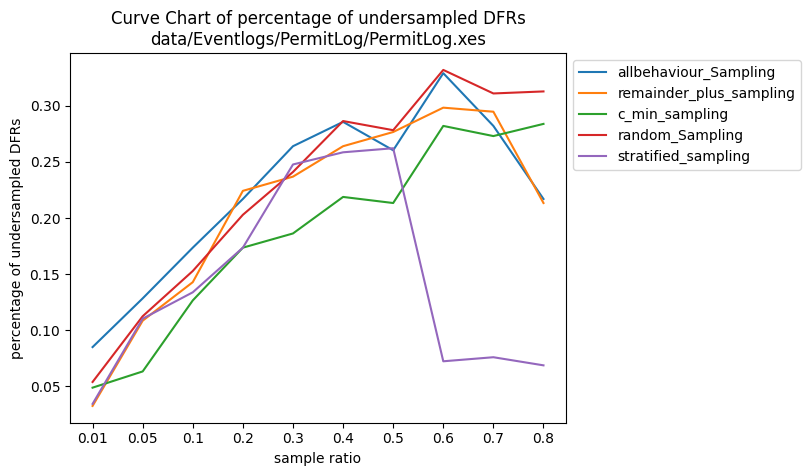 Curve Chart of percentage of undersampled DFRs
data/Eventlogs/PermitLog/PermitLog.xes
percentage of undersampled DFRs
0.30
0.25
0.20
0.15
0.10
0.05
0.01 0.05 0.1 0.2 0.3 0.4 0.5 0.6 0.7 0.8
sample ratio
allbehaviour_Sampling
remainder_plus_sampling
c_min_sampling
random_Sampling
stratified_sampling